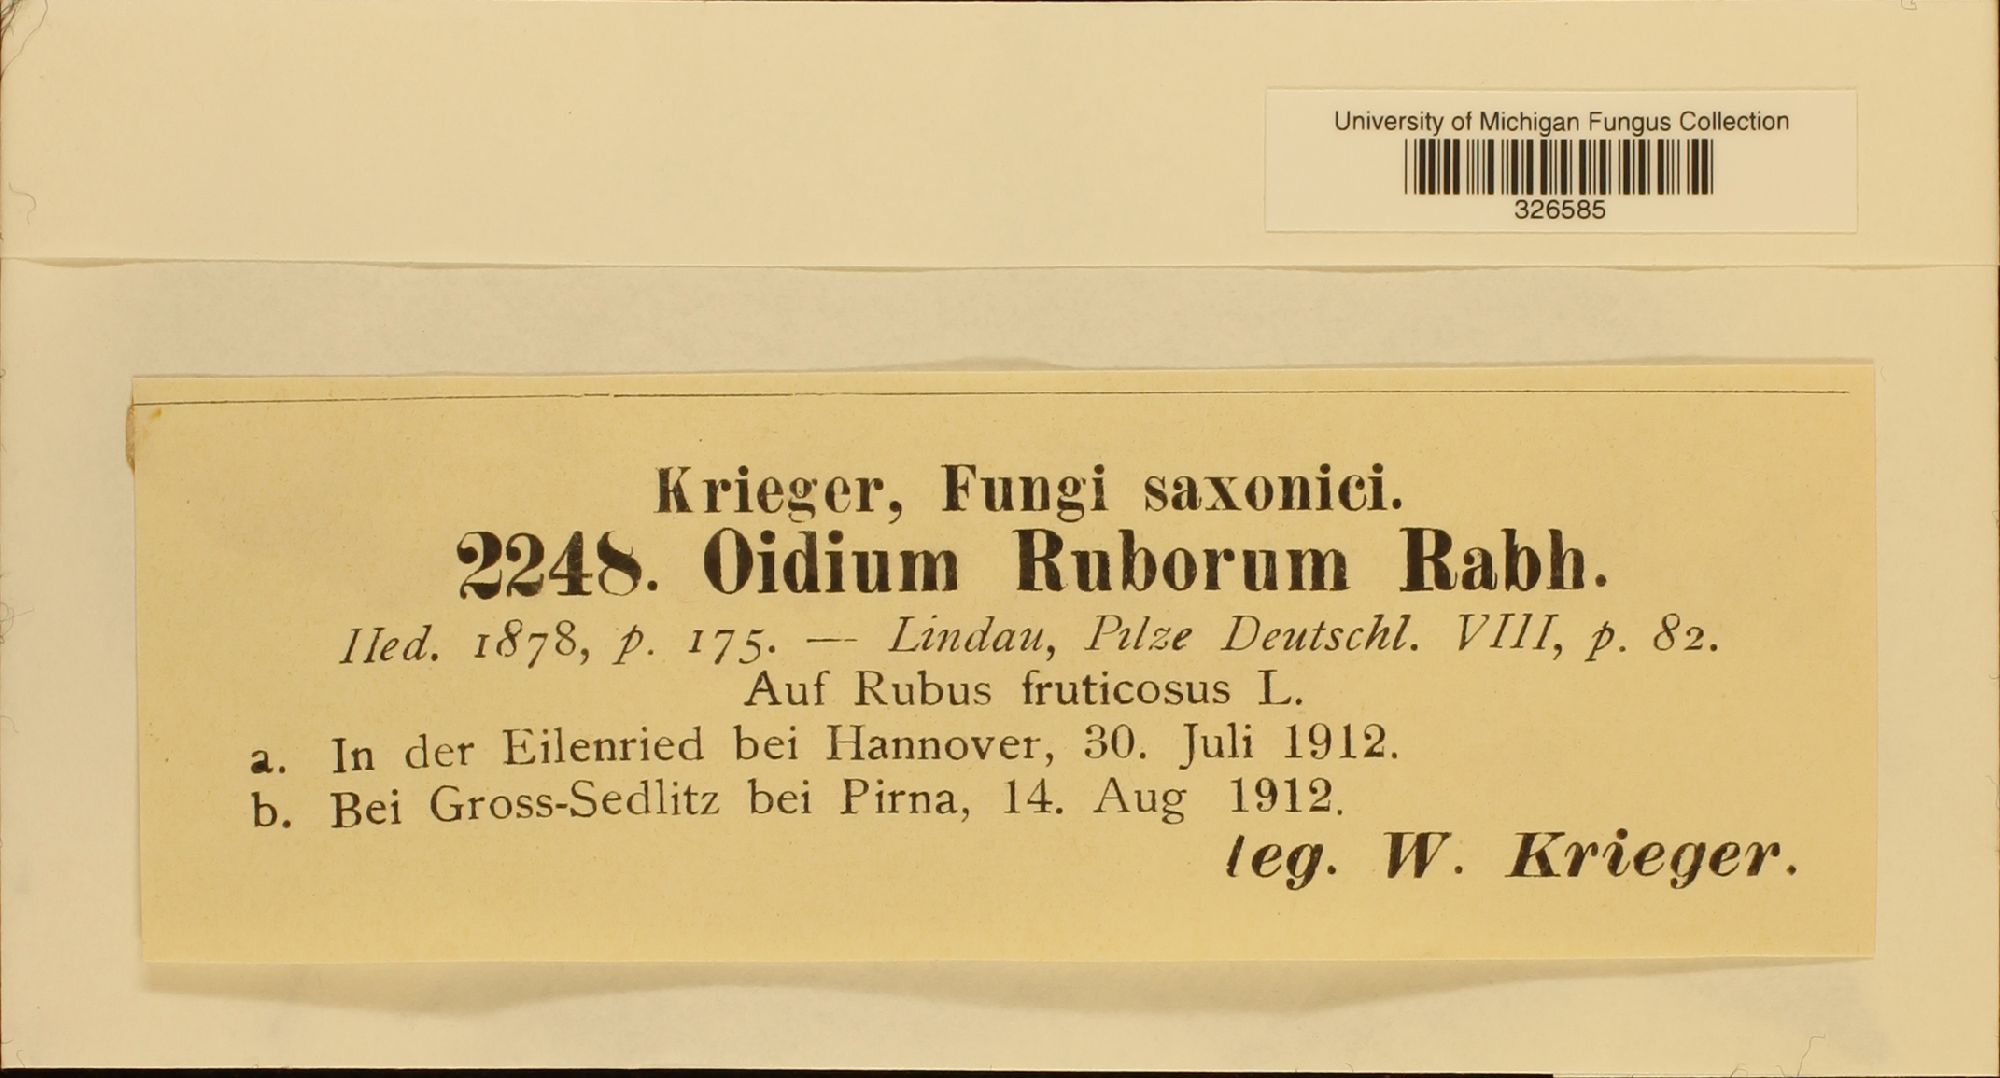 University of Michigan Fungus Collection
326585
Krieger, Fungi saxonici.
2248. Oidium Ruborum Rabh.
Hed. 1878, p. 175. — Lindau, Pilze Deutschl. VIII, p. 82.
Auf Rubus fruticosus L.
a. In der Eilenried bei Hannover, 30. Juli 1912.
b. Bei Gross-Sedlitz bei Pirna, 14. Aug 1912.
leg. W. Krieger.